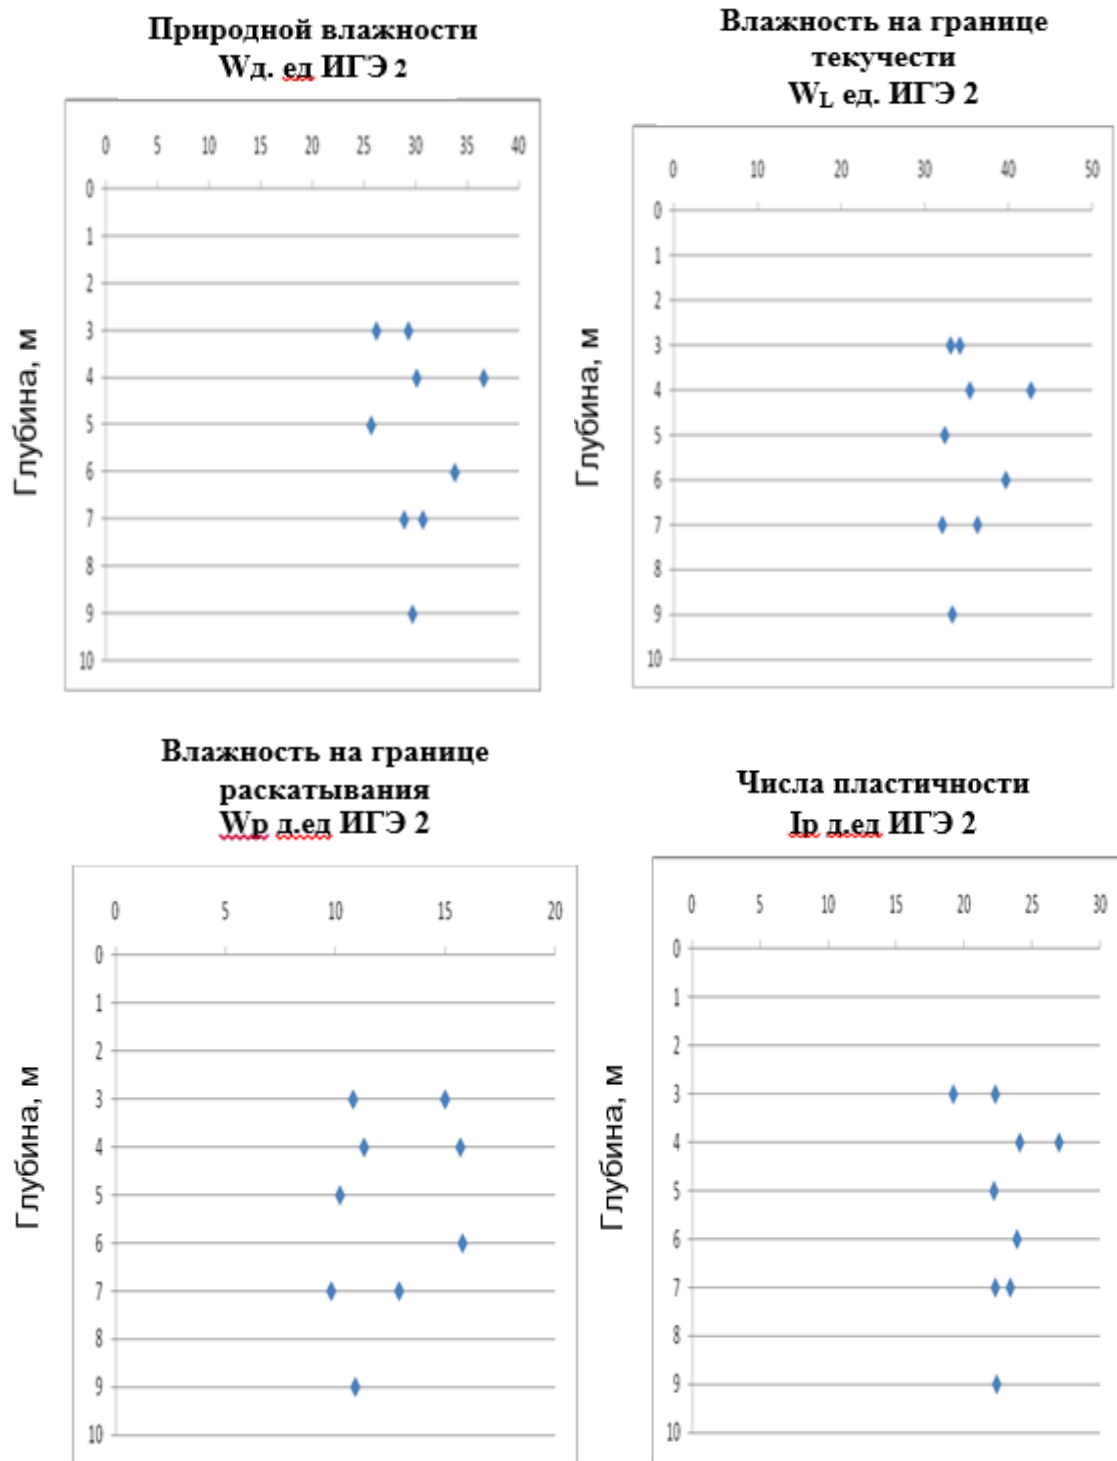 Природной влажности
Wд. ед ИГЭ 2
0 5 10 15 20 25 30 35 40
0
1
2
3
4
5
6
7
8
9
10
Глубина, м
Влажность на границе
текучести
WL ед. ИГЭ 2
0 10 20 30 40 50
0
1
2
3
4
5
6
7
8
9
10
Глубина, м
Влажность на границе
раскатывания
Wp д.ед ИГЭ 2
0 5 10 15 20
0
1
2
3
4
5
6
7
8
9
10
Глубина, м
Числа пластичности
Ip д.ед ИГЭ 2
0 5 10 15 20 25 30
0
1
2
3
4
5
6
7
8
9
10
Глубина, м